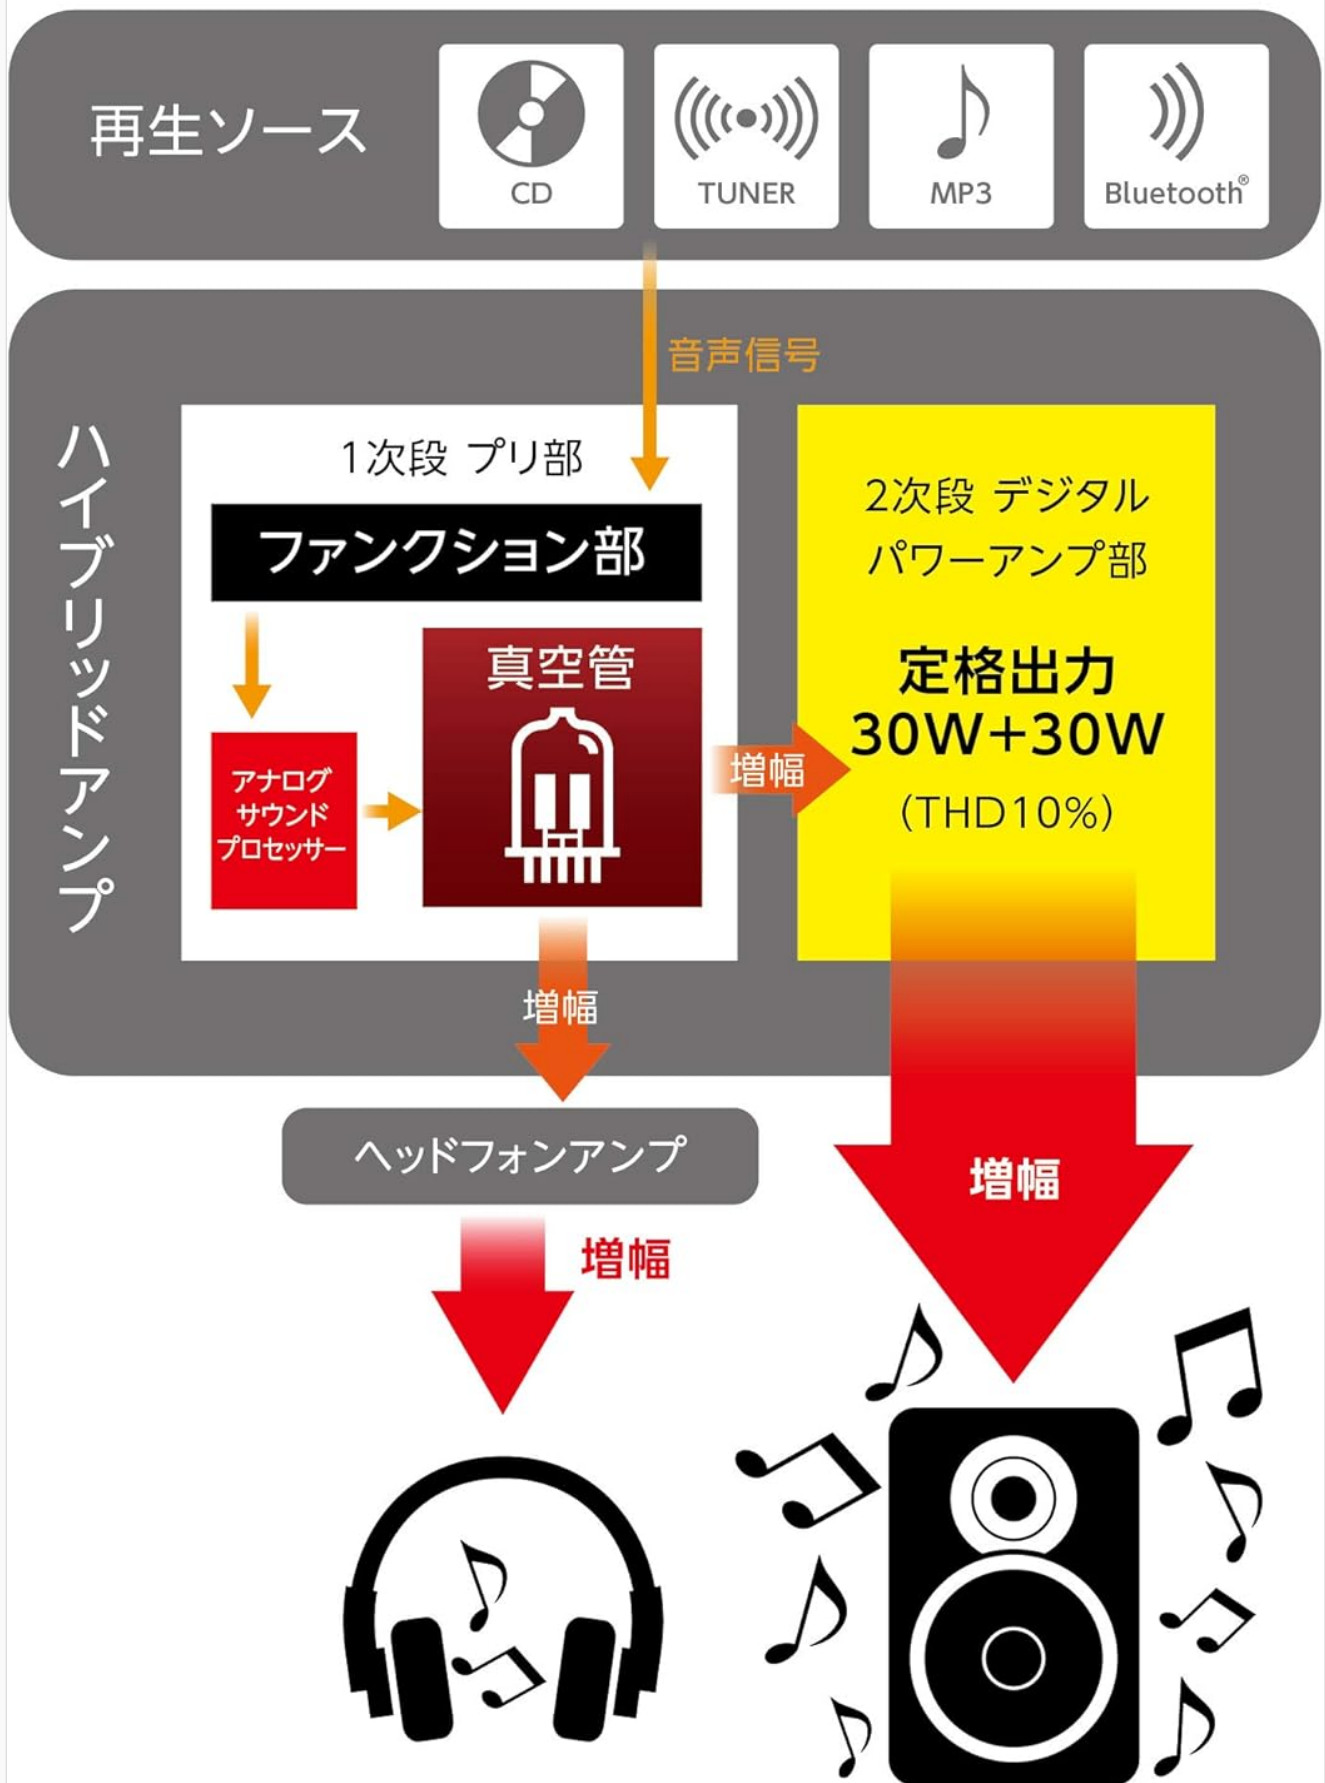 再生ソース
CD
TUNER
MP3
Bluetooth®
音声信号
ハイブリッドアンプ
1次段 プリ部
ファンクション部
アナログ
サウンド
プロセッサー
真空管
増幅
2次段 デジタル
パワーアンプ部
定格出力
30W+30W
(THD10%)
増幅
ヘッドフォンアンプ
増幅
増幅